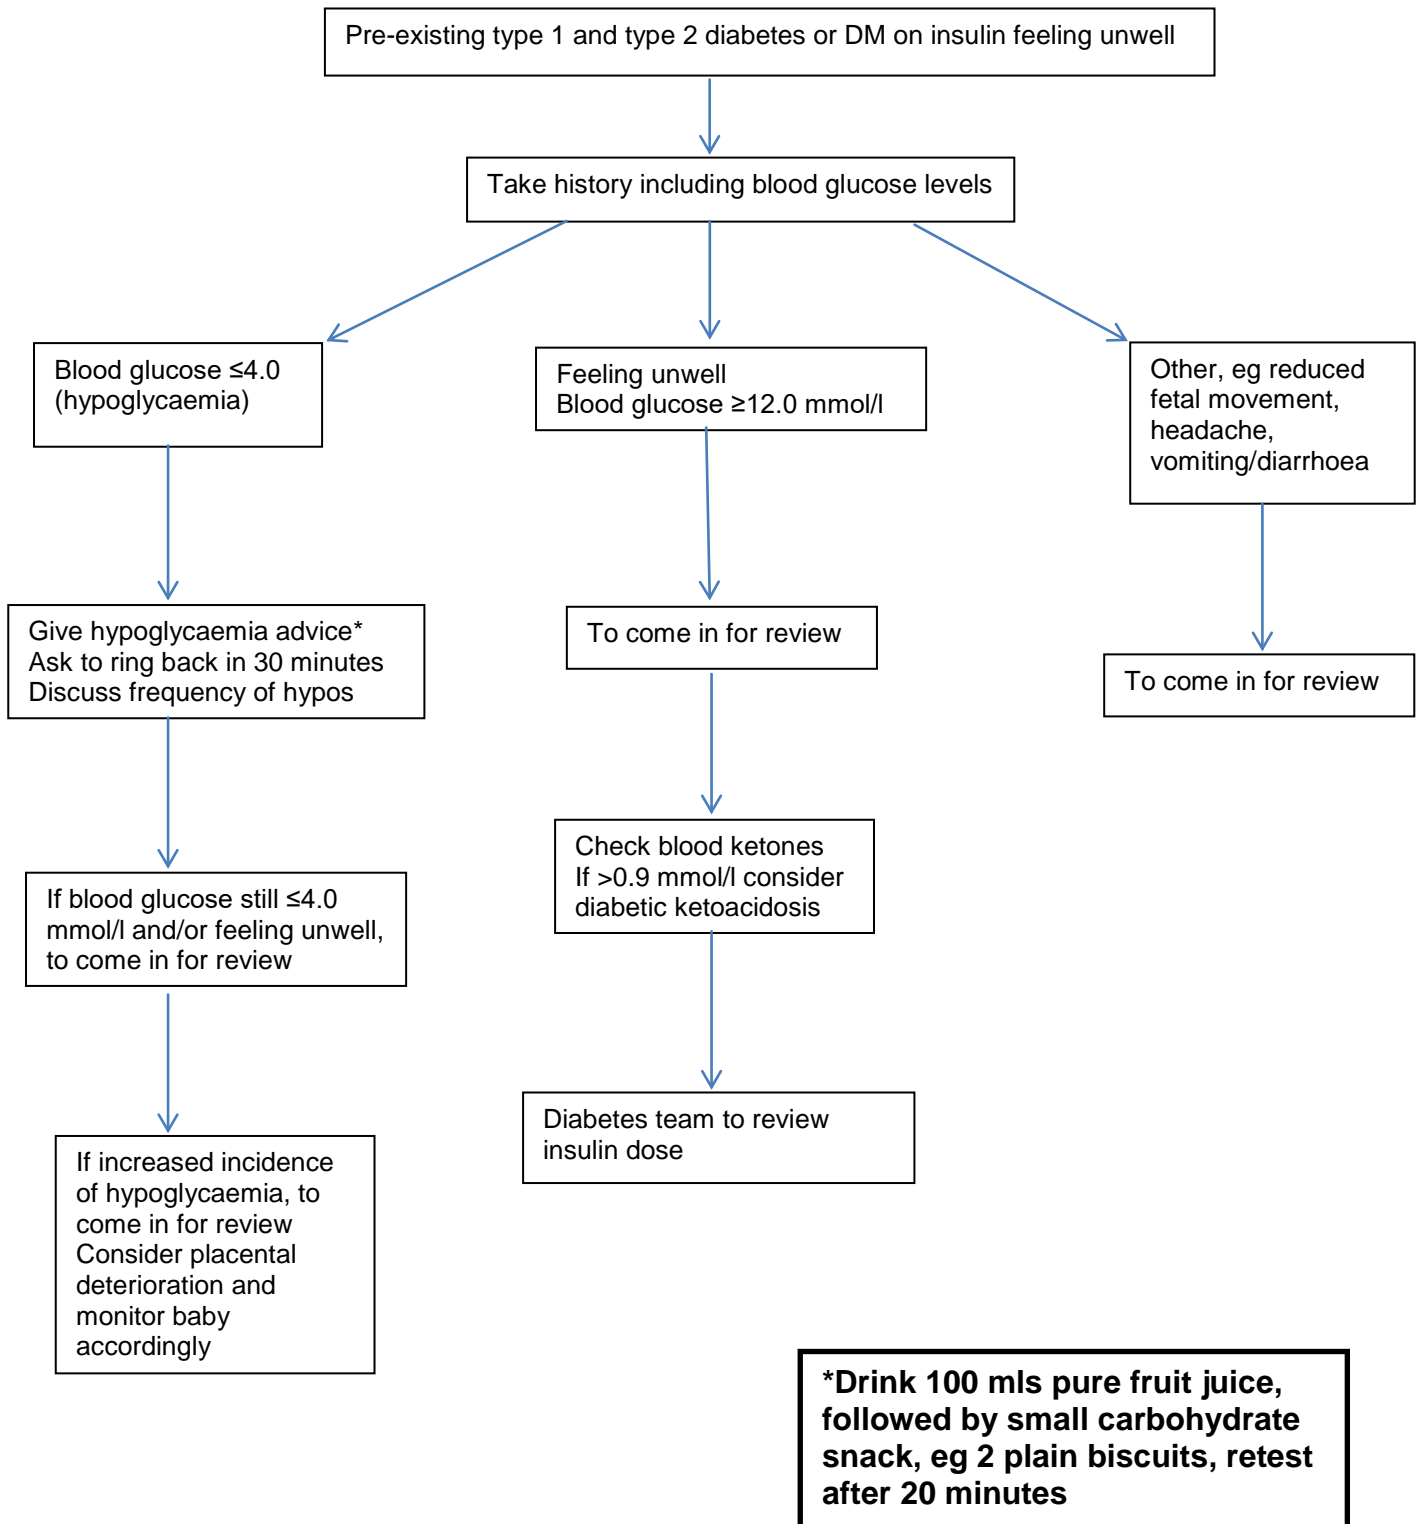 Pre-existing type 1 and type 2 diabetes or DM on insulin feeling unwell
Take history including blood glucose levels
Blood glucose ≤4.0
(hypoglycaemia)
Feeling unwell
Blood glucose ≥12.0 mmol/l
Other, eg reduced
fetal movement,
headache,
vomiting/diarrhoea
Give hypoglycaemia advice*
Ask to ring back in 30 minutes
Discuss frequency of hypos
To come in for review
To come in for review
Check blood ketones
If >0.9 mmol/l consider
diabetic ketoacidosis
If blood glucose still ≤4.0
mmol/l and/or feeling unwell,
to come in for review
Diabetes team to review
insulin dose
If increased incidence
of hypoglycaemia, to
come in for review
Consider placental
deterioration and
monitor baby
accordingly
*Drink 100 mls pure fruit juice,
followed by small carbohydrate
snack, eg 2 plain biscuits, retest
after 20 minutes